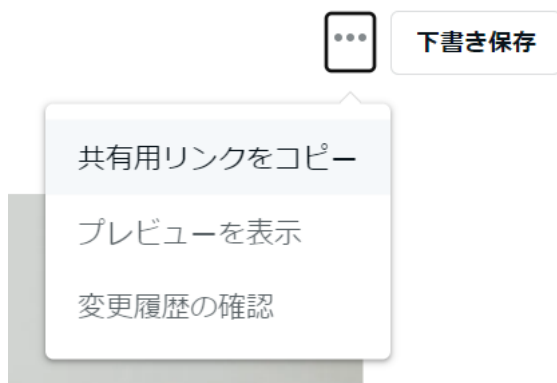 下書き保存
共有用リンクをコピー
プレビューを表示
変更履歴の確認